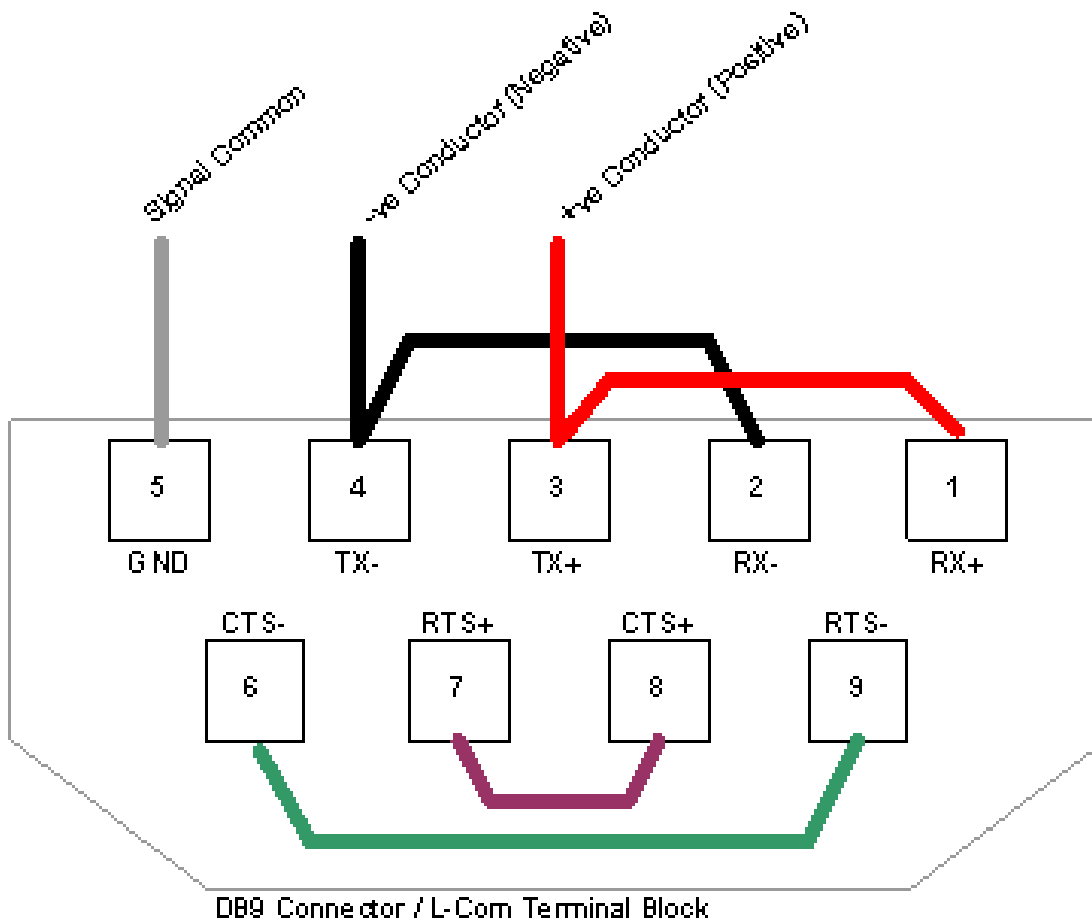 Signal Common
-ve Conductor (Negative)
+ve Conductor (Positive)
5
4
3
2
1
GND
TX-
TX+
RX-
RX+
CTS-
RTS+
CTS+
RTS-
6
7
8
9
DB9 Connector / L-Com Terminal Block